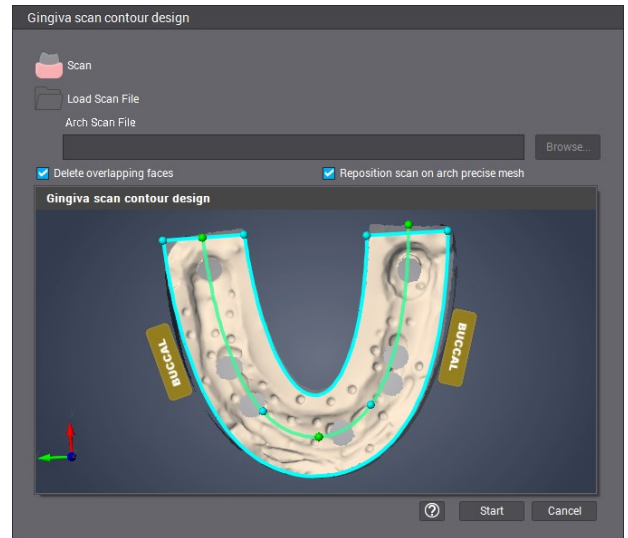 Gingiva scan contour design
Scan
Load Scan File
Arch Scan File
Browse...
Delete overlapping faces
Reposition scan on arch precise mesh
Gingiva scan contour design
BUCCAL
BUCCAL
?
Start
Cancel